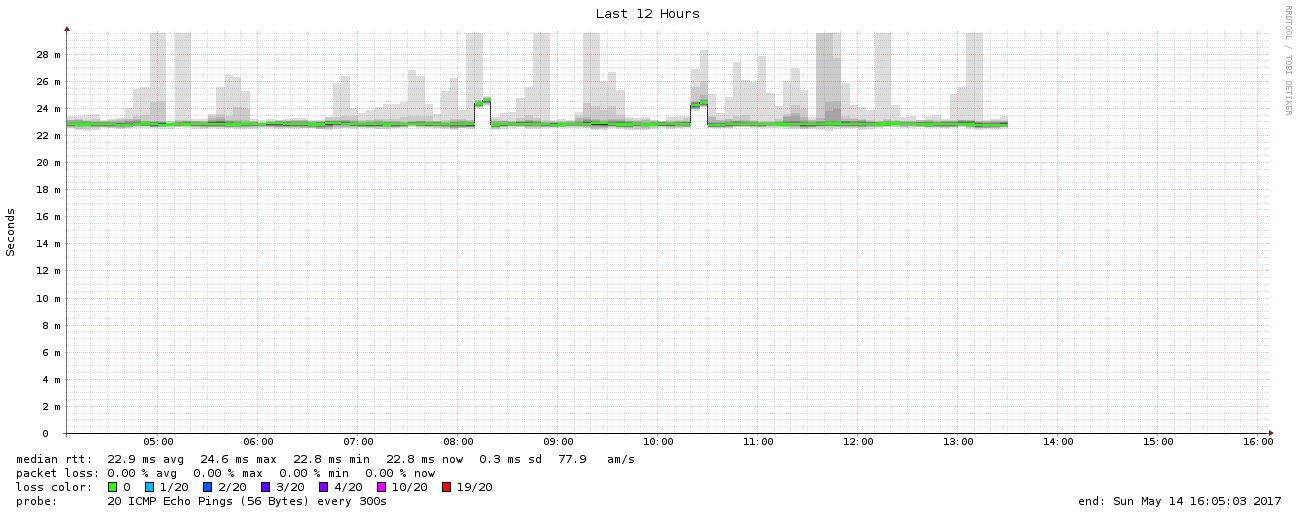 Last 12 Hours
RRDTOOL / TOBI OETIKER
28 m
26 m
24 m
22 m
20 m
18 m
16 m
14 m
12 m
10 m
8 m
6 m
4 m
2 m
0
Seconds
05:00 06:00 07:00 08:00 09:00 10:00 11:00 12:00 13:00 14:00 15:00 16:00
median rtt: 22.9 ms avg 24.6 ms max 22.8 ms min 22.8 ms now 0.3 ms sd 77.9 am/s
packet loss: 0.00 % avg 0.00 % max 0.00 % min 0.00 % now
loss color: 0 1/20 2/20 3/20 4/20 10/20 19/20
probe: 20 ICMP Echo Pings (56 Bytes) every 300s
end: Sun May 14 16:05:03 2017